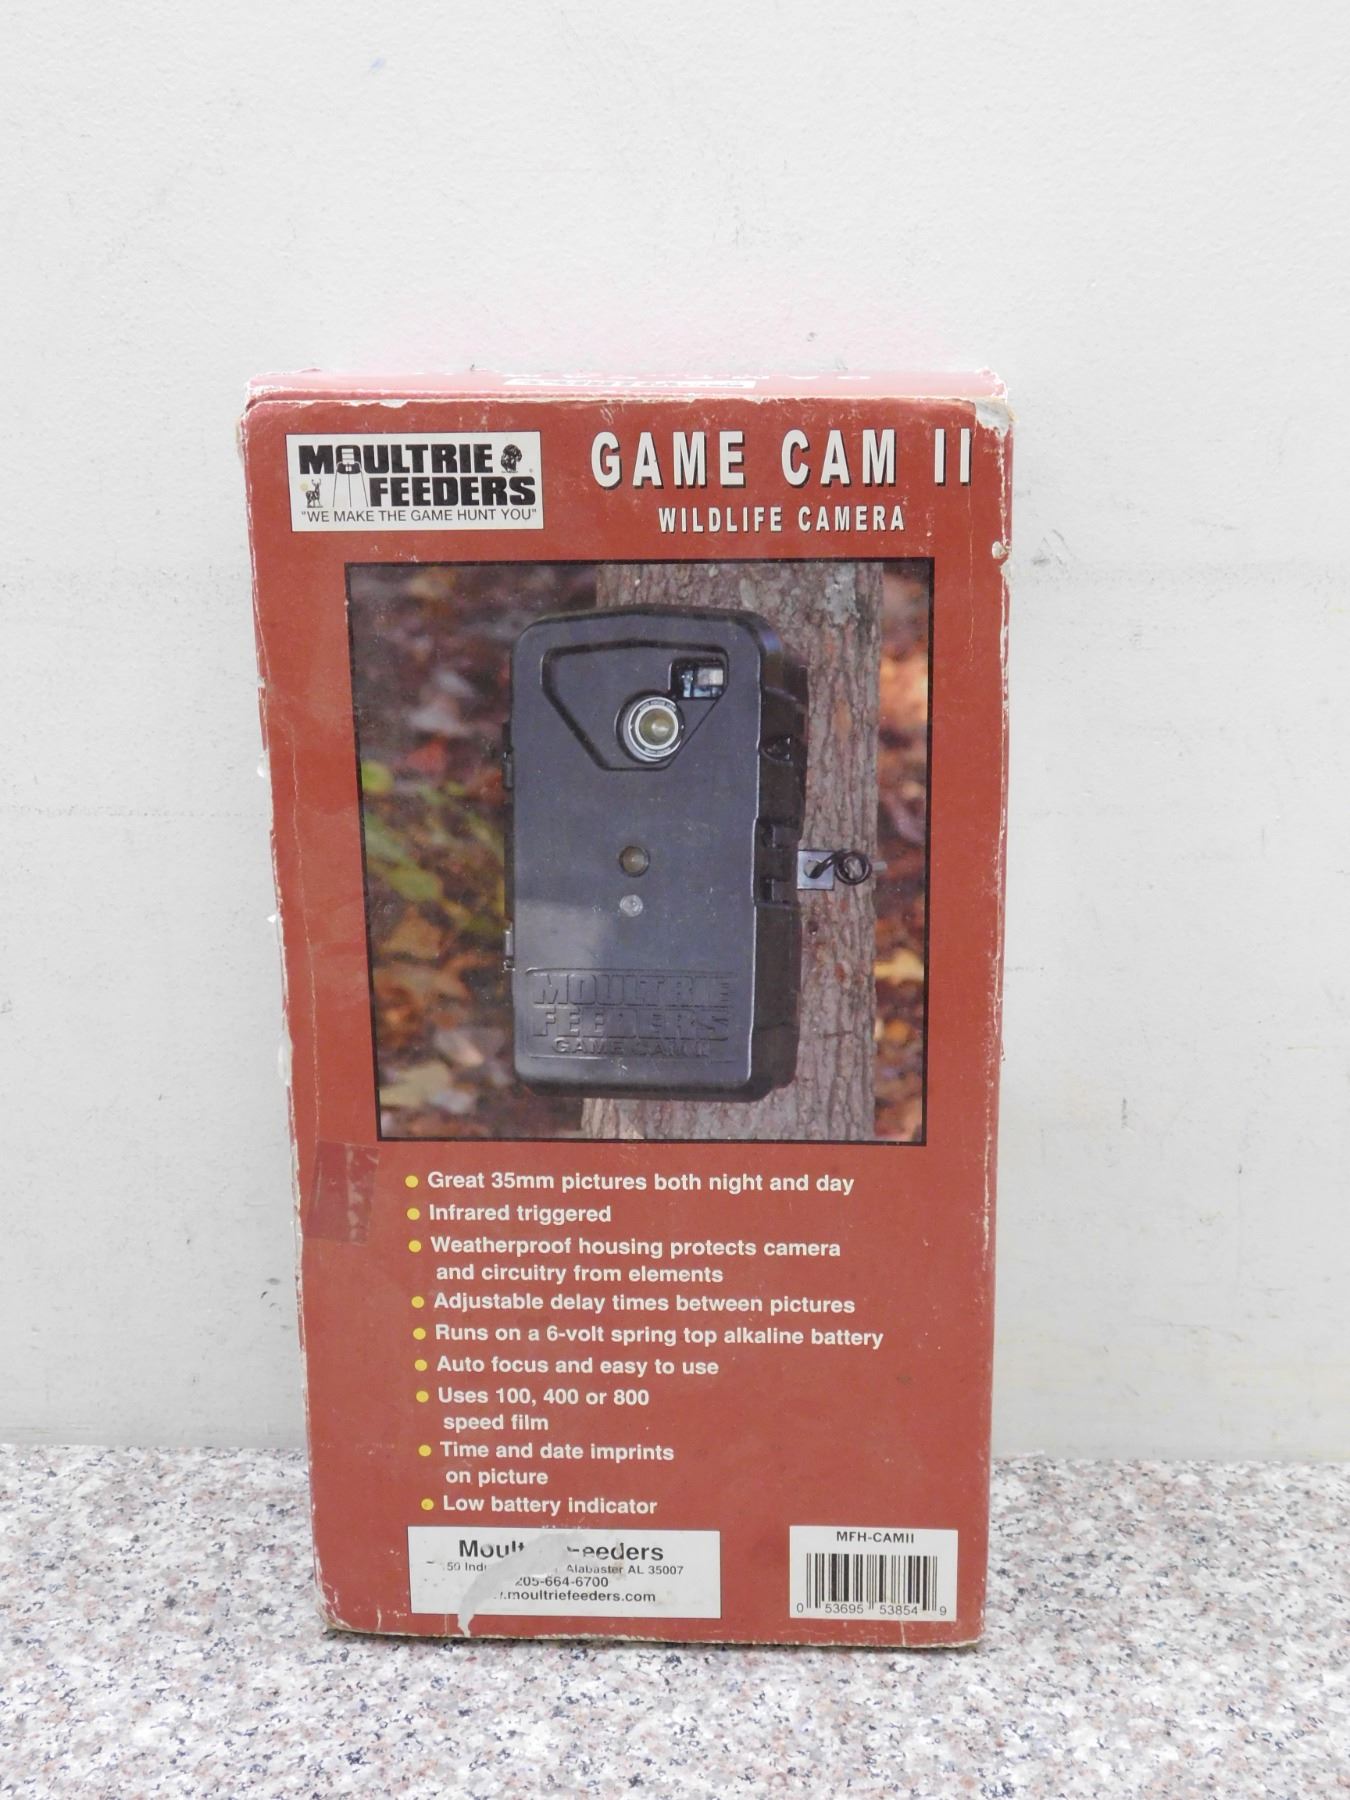 MOULTRIE
FEEDERS
"WE MAKE THE GAME HUNT YOU"
GAME CAM II
WILDLIFE CAMERA
MOULTRIE
FEEDERS
GAME CAM II
Great 35mm pictures both night and day
Infrared triggered
Weatherproof housing protects camera
and circuitry from elements
Adjustable delay times between pictures
Runs on a 6-volt spring top alkaline battery
Auto focus and easy to use
Uses 100, 400 or 800
speed film
Time and date imprints
on picture
Low battery indicator
Feeders
Alabaster AL 35007
205-664-6700
.moultriefeeders.com
MFH-CAMII
0 53695 53854 9